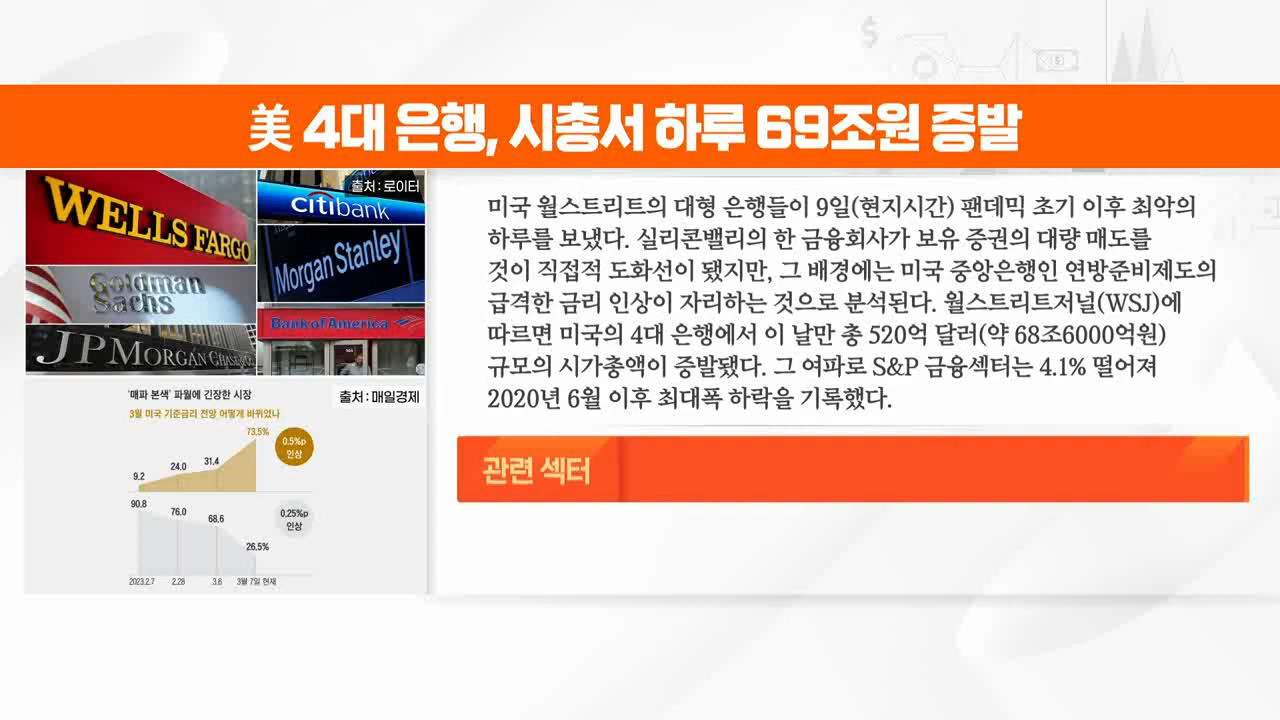 美 4대 은행, 시총서 하루 69조원 증발
출처 : 로이터
WELLS FARGO
citibank
Morgan Stanley
Goldman
Sachs
Bank of America
JPMORGAN CHASE
미국 월스트리트의 대형 은행들이 9일(현지시간) 팬데믹 초기 이후 최악의
하루를 보냈다. 실리콘밸리의 한 금융회사가 보유 증권의 대량 매도를
것이 직접적 도화선이 됐지만, 그 배경에는 미국 중앙은행인 연방준비제도의
급격한 금리 인상이 자리하는 것으로 분석된다. 월스트리트저널(WSJ)에
따르면 미국의 4대 은행에서 이 날만 총 520억 달러(약 68조6000억원)
규모의 시가총액이 증발됐다. 그 여파로 S&P 금융섹터는 4.1% 떨어져
2020년 6월 이후 최대폭 하락을 기록했다.
출처 : 매일경제
'매파 본색' 파월에 긴장한 시장
3월 미국 기준금리 전망 어떻게 바뀌었나
9.2 24.0 31.4 73.5%
0.5%p
인상
90.8 76.0 68.6 26.5%
0.25%p
인상
2023.2.7 2.28 3.6 3월 7일 현재
관련 섹터